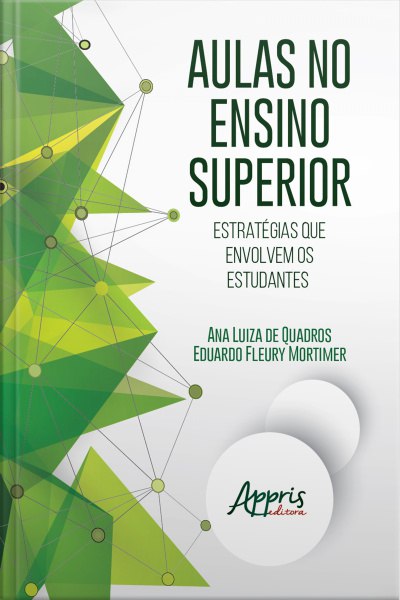 AULAS NO
ENSINO
SUPERIOR
ESTRATÉGIAS QUE
ENVOLVEM OS
ESTUDANTES
ANA LUIZA DE QUADROS
EDUARDO FLEURY MORTIMER
Appris
editora